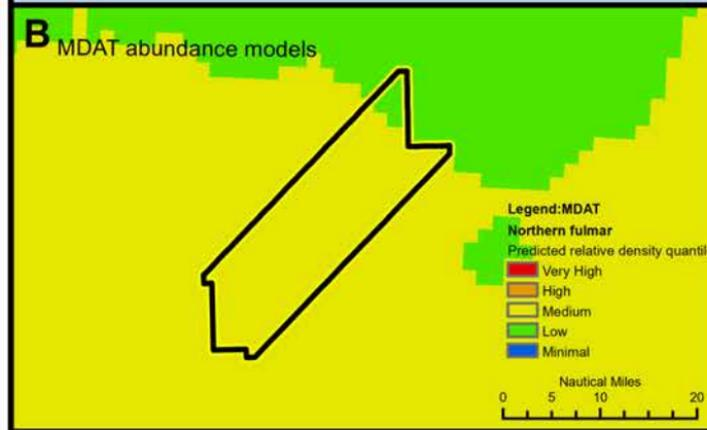 B MDAT abundance models
Legend:MDAT
Northern fulmar
Predicted relative density quantile
Very High
High
Medium
Low
Minimal
Nautical Miles
0 5 10 20